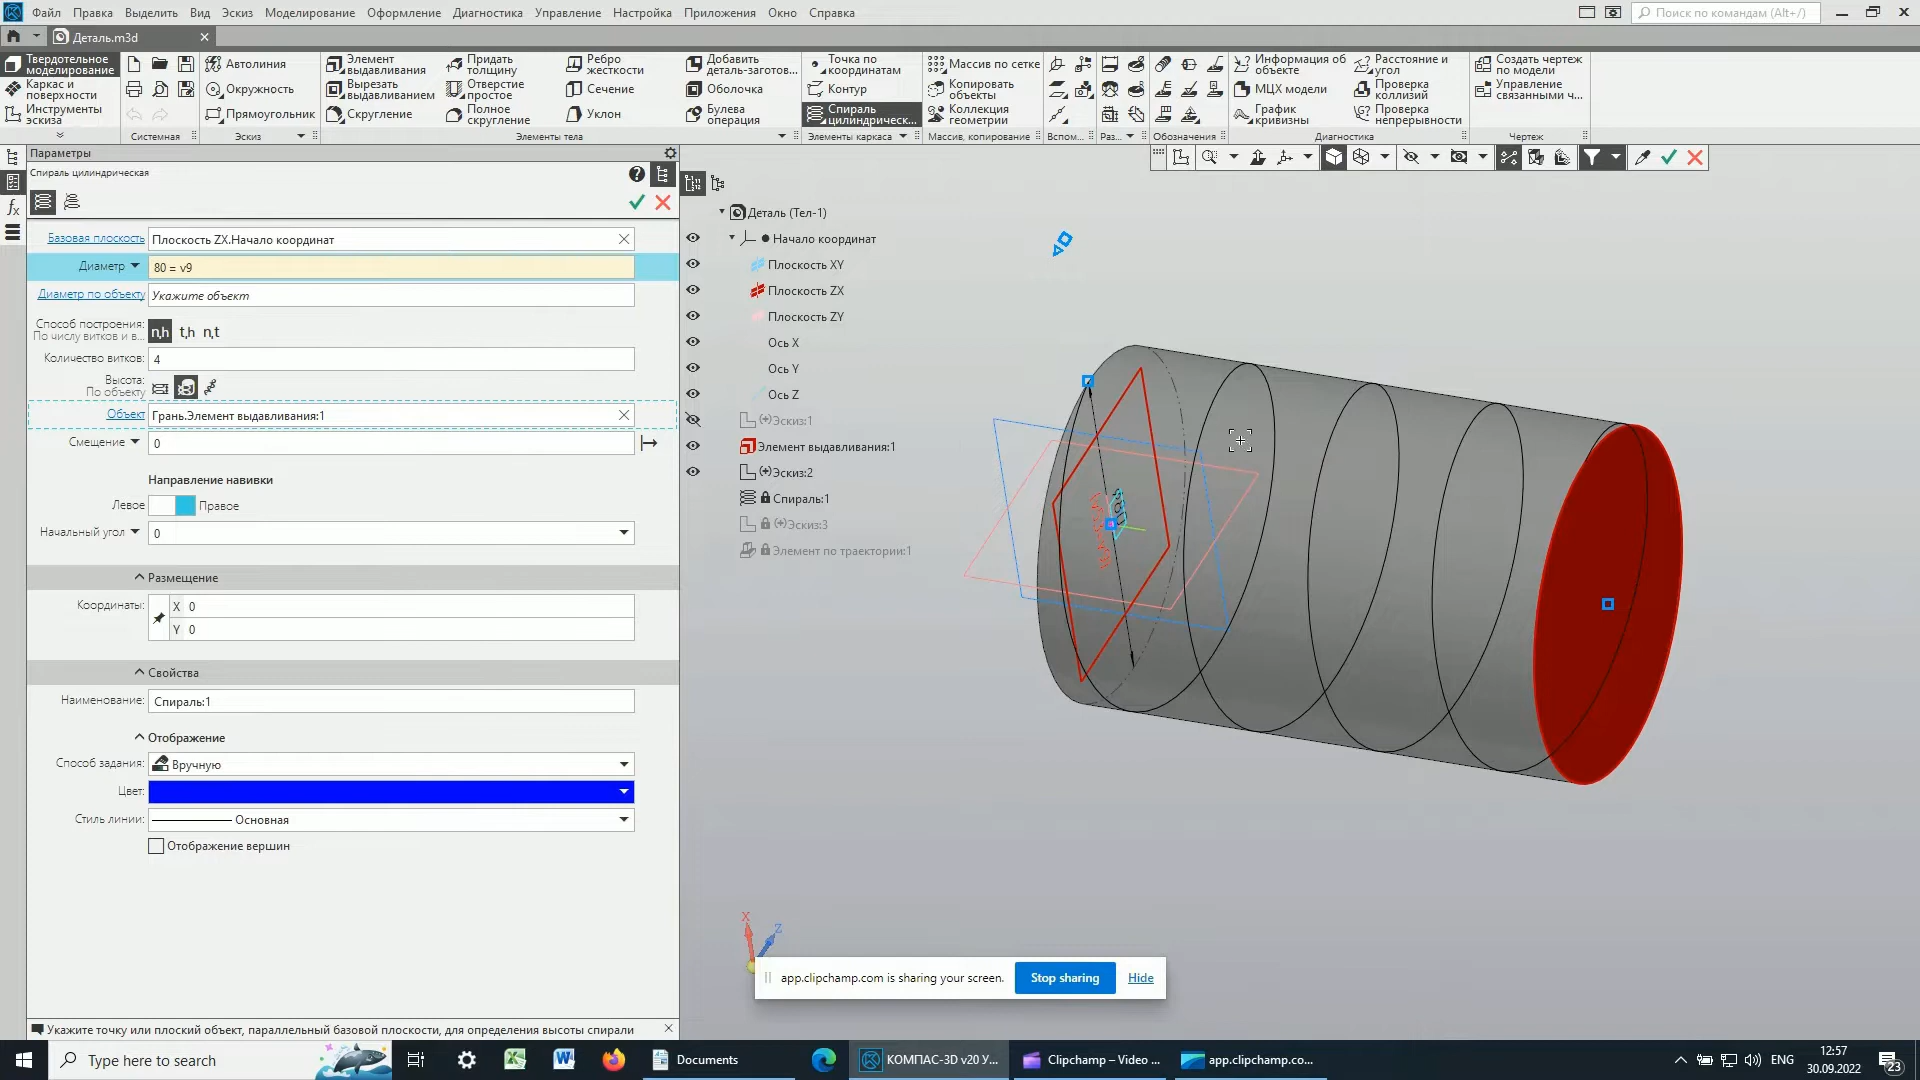 Файл Правка Выделить Вид Эскиз Моделирование Оформление Диагностика Управление Настройка Приложения Окно Справка
Поиск по командам (Alt+/)
Деталь.m3d
Твердотельное моделирование
Каркас и поверхности
Инструменты эскиза
Системная
Автолиния
Окружность
Прямоугольник
Эскиз
Элемент выдавливания
Вырезать выдавливанием
Скругление
Придать толщину
Отверстие простое
Полное скругление
Ребро жесткости
Сечение
Уклон
Добавить деталь-заготов...
Оболочка
Булева операция
Элементы тела
Точка по координатам
Контур
Спираль цилиндрическ...
Элементы каркаса
Массив по сетке
Копировать объекты
Коллекция геометрии
Массив, копирование
Вспом...
Раз...
Обозначения
Информация об объекте
МЦХ модели
График кривизны
Расстояние и угол
Проверка коллизий
Проверка непрерывности
Диагностика
Создать чертеж по модели
Управление связанными ч...
Чертеж
Параметры
Спираль цилиндрическая
Базовая плоскость Плоскость ZX.Начало координат
Диаметр 80 = v9
Диаметр по объекту Укажите объект
Способ построения:
По числу витков и в... n,h t,h n,t
Количество витков: 4
Высота:
По объекту
Объект Грань.Элемент выдавливания:1
Смещение 0
Направление навивки
Левое Правое
Начальный угол 0
Размещение
Координаты: X 0
Y 0
Свойства
Наименование: Спираль:1
Отображение
Способ задания: Вручную
Цвет:
Стиль линии: Основная
Отображение вершин
Укажите точку или плоский объект, параллельный базовой плоскости, для определения высоты спирали
Деталь (Тел-1)
Начало координат
Плоскость XY
Плоскость ZX
Плоскость ZY
Ось X
Ось Y
Ось Z
(+)Эскиз:1
Элемент выдавливания:1
(+)Эскиз:2
Спираль:1
(+)Эскиз:3
Элемент по траектории:1
X
Z
app.clipchamp.com is sharing your screen. Stop sharing Hide
Type here to search
Documents
КОМПАС-3D v20 У...
Clipchamp – Video ...
app.clipchamp.co...
ENG
12:57
30.09.2022
23